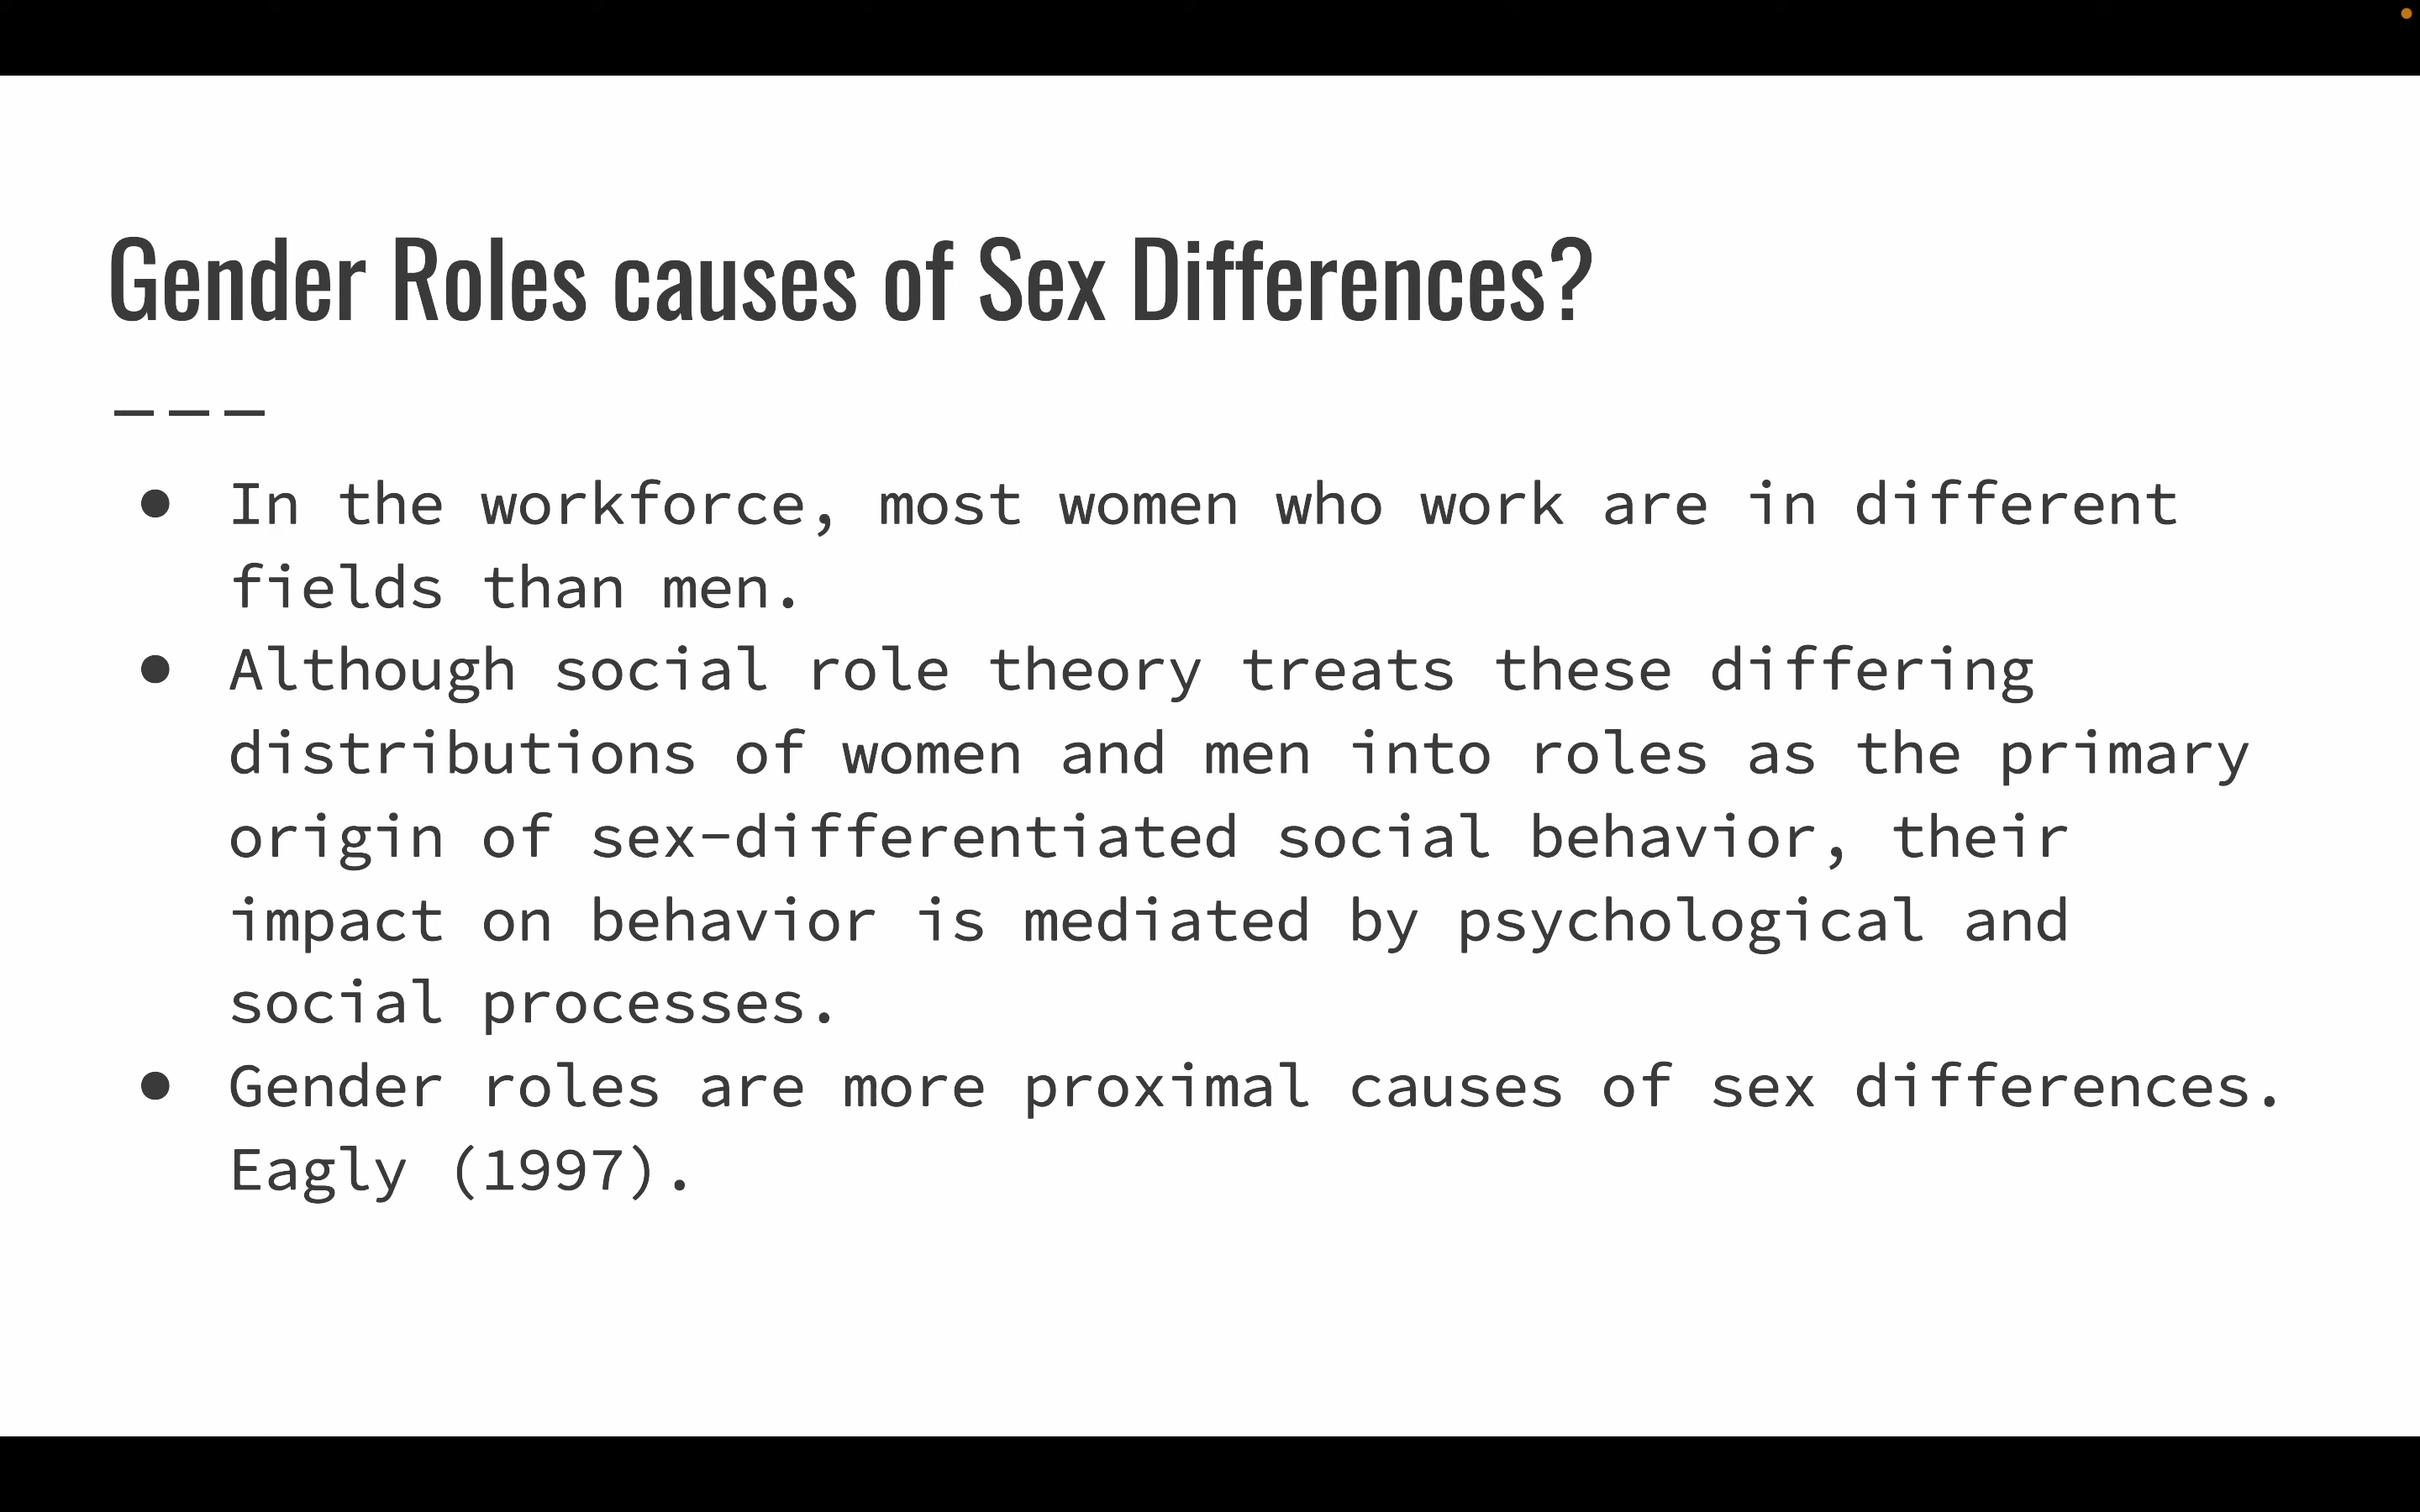 Gender Roles causes of Sex Differences?
● In the workforce, most women who work are in different
fields than men.
● Although social role theory treats these differing
distributions of women and men into roles as the primary
origin of sex-differentiated social behavior, their
impact on behavior is mediated by psychological and
social processes.
● Gender roles are more proximal causes of sex differences.
Eagly (1997).